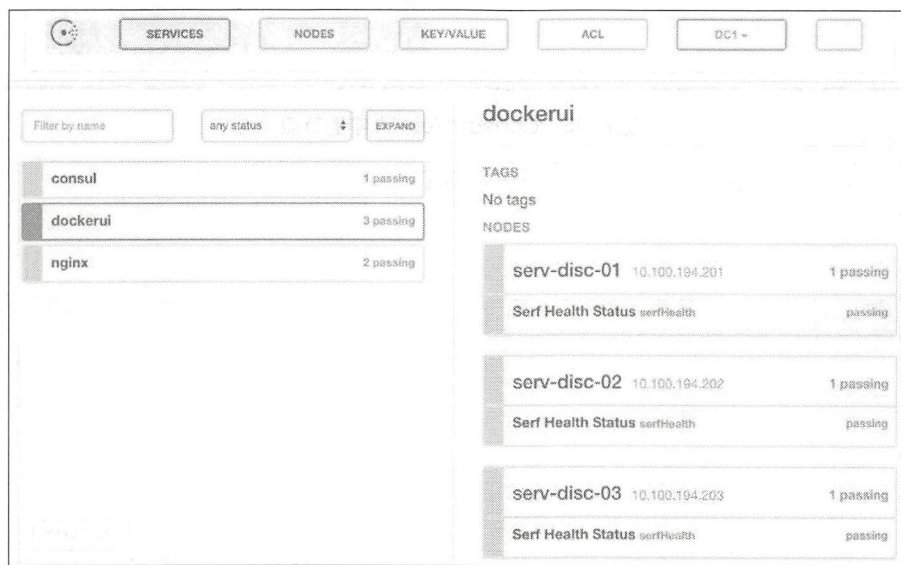 SERVICES NODES KEY/VALUE ACL DC1
Filter by name any status EXPAND
consul 1 passing
dockerui 3 passing
nginx 2 passing
dockerui
TAGS
No tags
NODES
serv-disc-01 10.100.194.201 1 passing
Serf Health Status serfHealth passing
serv-disc-02 10.100.194.202 1 passing
Serf Health Status serfHealth passing
serv-disc-03 10.100.194.203 1 passing
Serf Health Status serfHealth passing